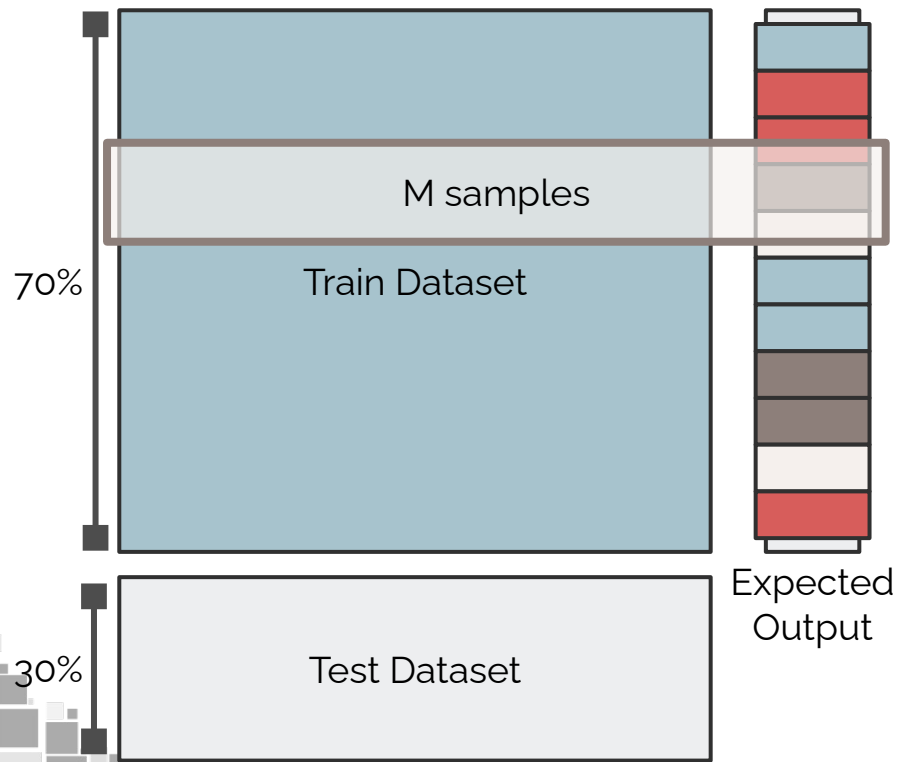 M samples
70%
Train Dataset
Expected
Output
30%
Test Dataset